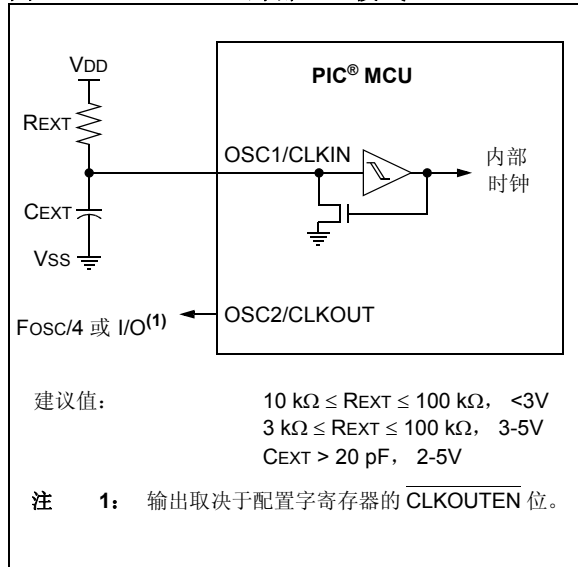 VDD
PIC® MCU
REXT
OSC1/CLKIN
内部
时钟
CEXT
VSS
OSC2/CLKOUT
FOSC/4 或 I/O(1)
建议值： 10 kΩ ≤ REXT ≤ 100 kΩ， <3V
3 kΩ ≤ REXT ≤ 100 kΩ， 3-5V
CEXT > 20 pF， 2-5V
注 1： 输出取决于配置字寄存器的 CLKOUTEN 位。